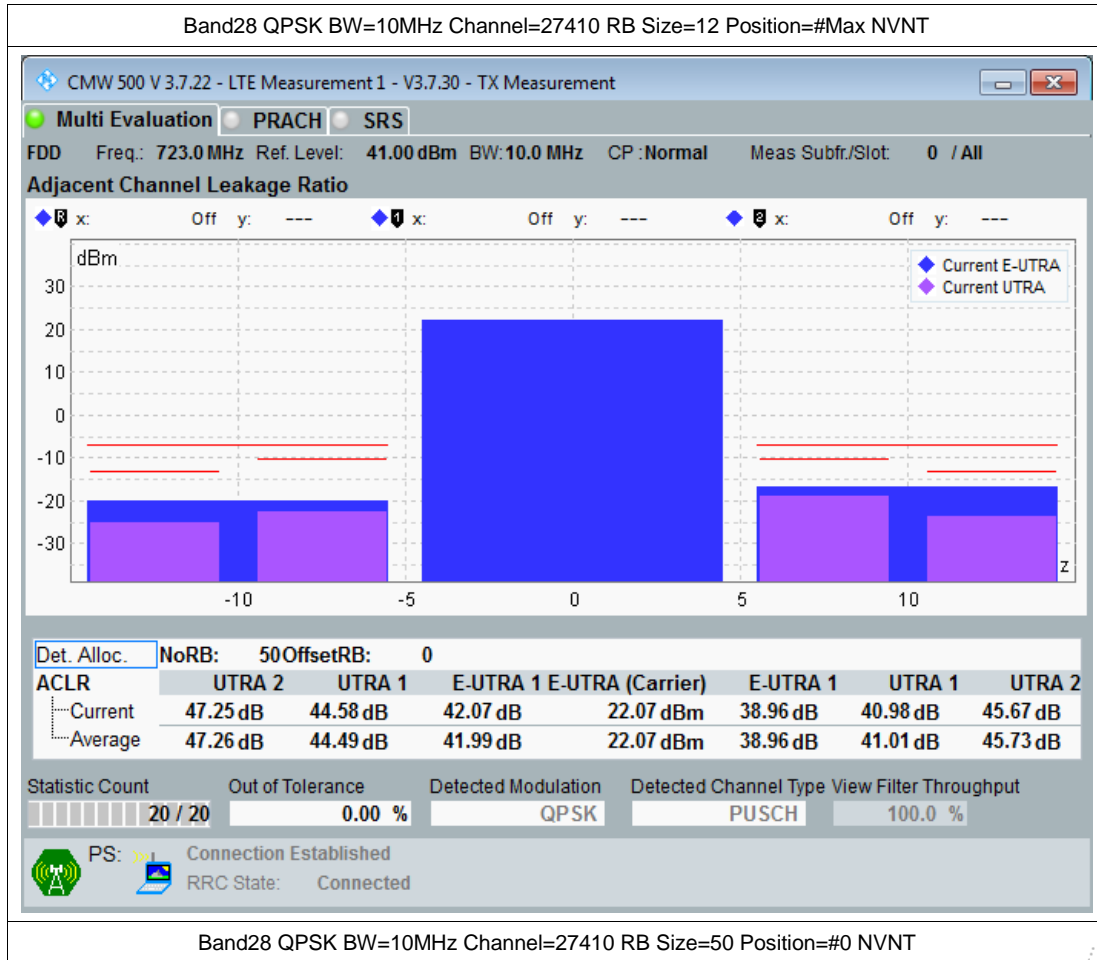 Band28 QPSK BW=10MHz Channel=27410 RB Size=12 Position=#Max NVNT
CMW 500 V 3.7.22 - LTE Measurement 1 - V3.7.30 - TX Measurement
Multi Evaluation PRACH SRS
FDD Freq.: 723.0 MHz Ref. Level: 41.00 dBm BW: 10.0 MHz CP : Normal Meas Subfr./Slot: 0 / All
Adjacent Channel Leakage Ratio
R x: Off y: --- 1 x: Off y: --- 2 x: Off y: ---
dBm
Current E-UTRA
Current UTRA
30
20
10
0
-10
-20
-30
z
-10 -5 0 5 10
Det. Alloc. NoRB: 50 OffsetRB: 0
ACLR UTRA 2 UTRA 1 E-UTRA 1 E-UTRA (Carrier) E-UTRA 1 UTRA 1 UTRA 2
Current 47.25 dB 44.58 dB 42.07 dB 22.07 dBm 38.96 dB 40.98 dB 45.67 dB
Average 47.26 dB 44.49 dB 41.99 dB 22.07 dBm 38.96 dB 41.01 dB 45.73 dB
Statistic Count Out of Tolerance Detected Modulation Detected Channel Type View Filter Throughput
20 / 20 0.00 % QPSK PUSCH 100.0 %
PS: Connection Established
RRC State: Connected
Band28 QPSK BW=10MHz Channel=27410 RB Size=50 Position=#0 NVNT